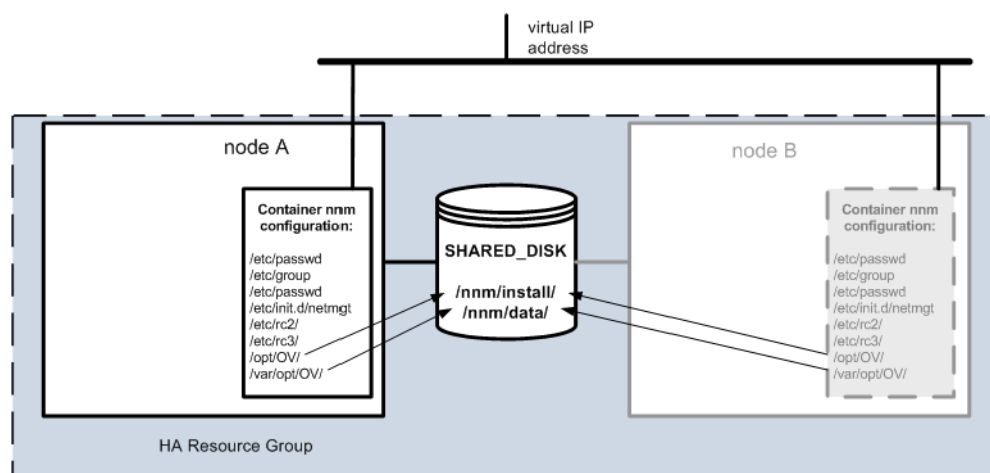 virtual IP
address
node A
Container nnm
configuration:
/etc/passwd
/etc/group
/etc/passwd
/etc/init.d/netmgt
/etc/rc2/
/etc/rc3/
/opt/OV/
/var/opt/OV/
SHARED_DISK
/nnm/install/
/nnm/data/
node B
Container nnm
configuration:
/etc/passwd
/etc/group
/etc/passwd
/etc/init.d/netmgt
/etc/rc2/
/etc/rc3/
/opt/OV/
/var/opt/OV/
HA Resource Group